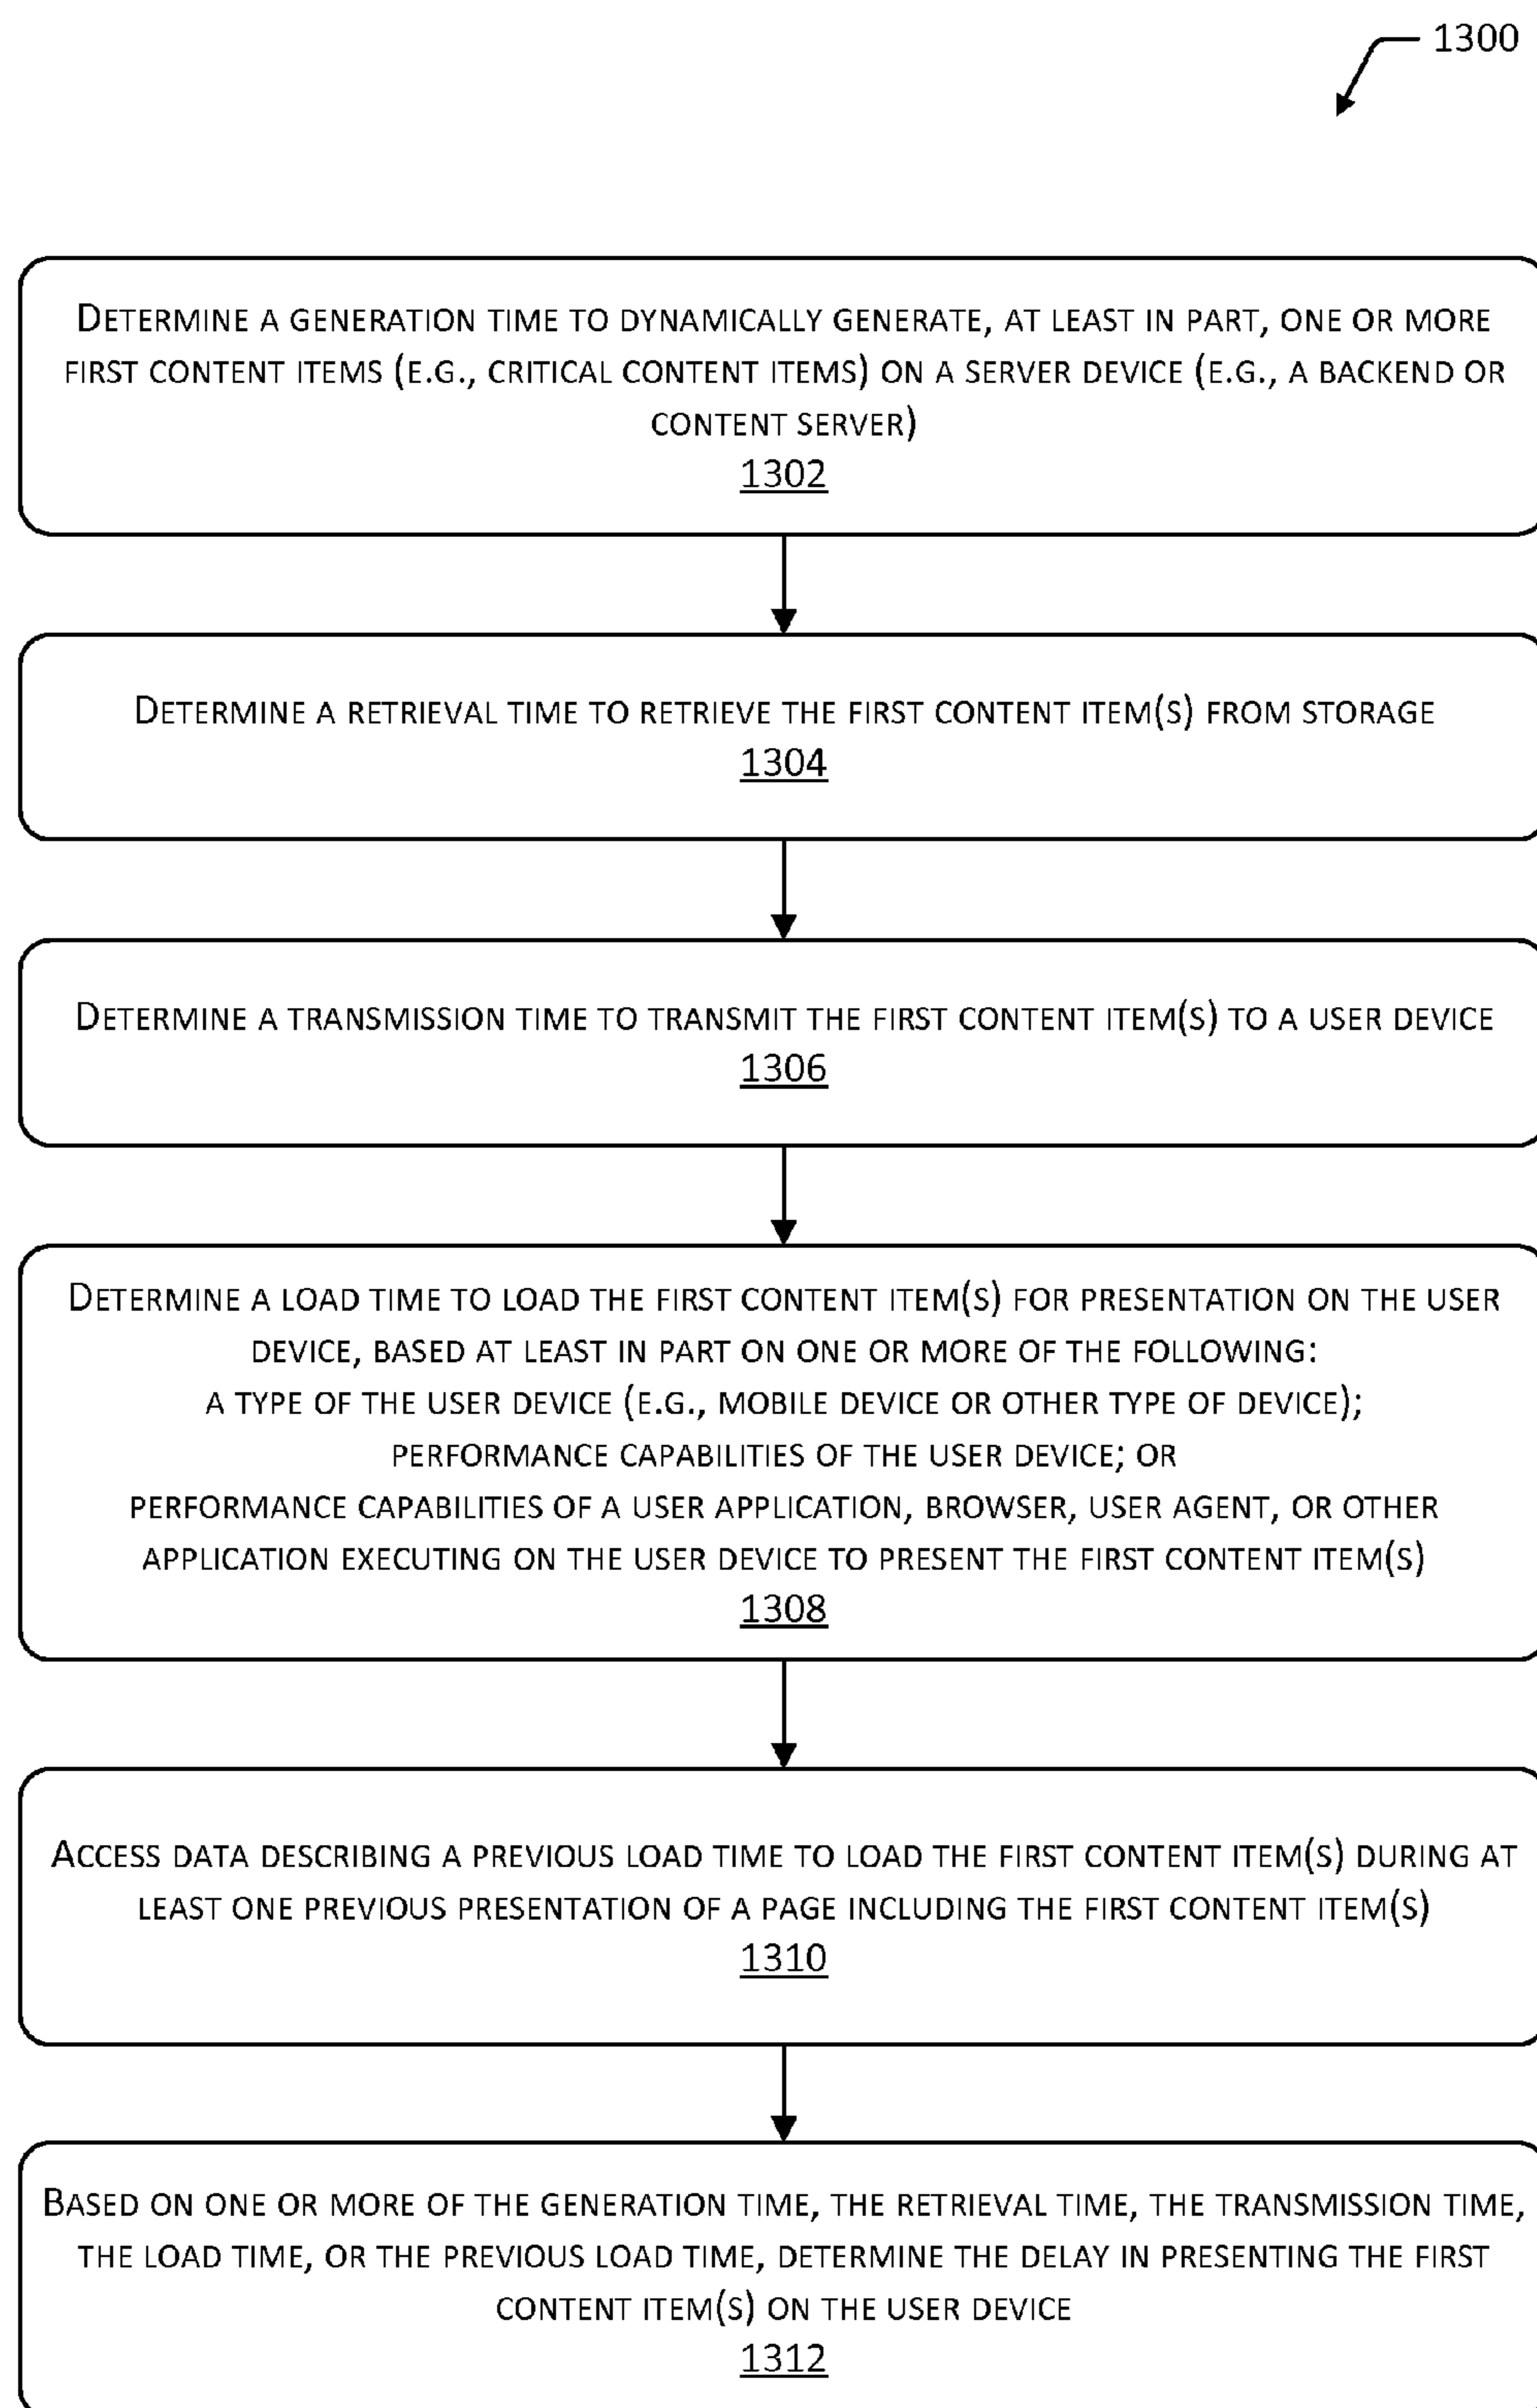 1300
DETERMINE A GENERATION TIME TO DYNAMICALLY GENERATE, AT LEAST IN PART, ONE OR MORE
FIRST CONTENT ITEMS (E.G., CRITICAL CONTENT ITEMS) ON A SERVER DEVICE (E.G., A BACKEND OR
CONTENT SERVER)
1302
DETERMINE A RETRIEVAL TIME TO RETRIEVE THE FIRST CONTENT ITEM(S) FROM STORAGE
1304
DETERMINE A TRANSMISSION TIME TO TRANSMIT THE FIRST CONTENT ITEM(S) TO A USER DEVICE
1306
DETERMINE A LOAD TIME TO LOAD THE FIRST CONTENT ITEM(S) FOR PRESENTATION ON THE USER
DEVICE, BASED AT LEAST IN PART ON ONE OR MORE OF THE FOLLOWING:
A TYPE OF THE USER DEVICE (E.G., MOBILE DEVICE OR OTHER TYPE OF DEVICE);
PERFORMANCE CAPABILITIES OF THE USER DEVICE; OR
PERFORMANCE CAPABILITIES OF A USER APPLICATION, BROWSER, USER AGENT, OR OTHER
APPLICATION EXECUTING ON THE USER DEVICE TO PRESENT THE FIRST CONTENT ITEM(S)
1308
ACCESS DATA DESCRIBING A PREVIOUS LOAD TIME TO LOAD THE FIRST CONTENT ITEM(S) DURING AT
LEAST ONE PREVIOUS PRESENTATION OF A PAGE INCLUDING THE FIRST CONTENT ITEM(S)
1310
BASED ON ONE OR MORE OF THE GENERATION TIME, THE RETRIEVAL TIME, THE TRANSMISSION TIME,
THE LOAD TIME, OR THE PREVIOUS LOAD TIME, DETERMINE THE DELAY IN PRESENTING THE FIRST
CONTENT ITEM(S) ON THE USER DEVICE
1312